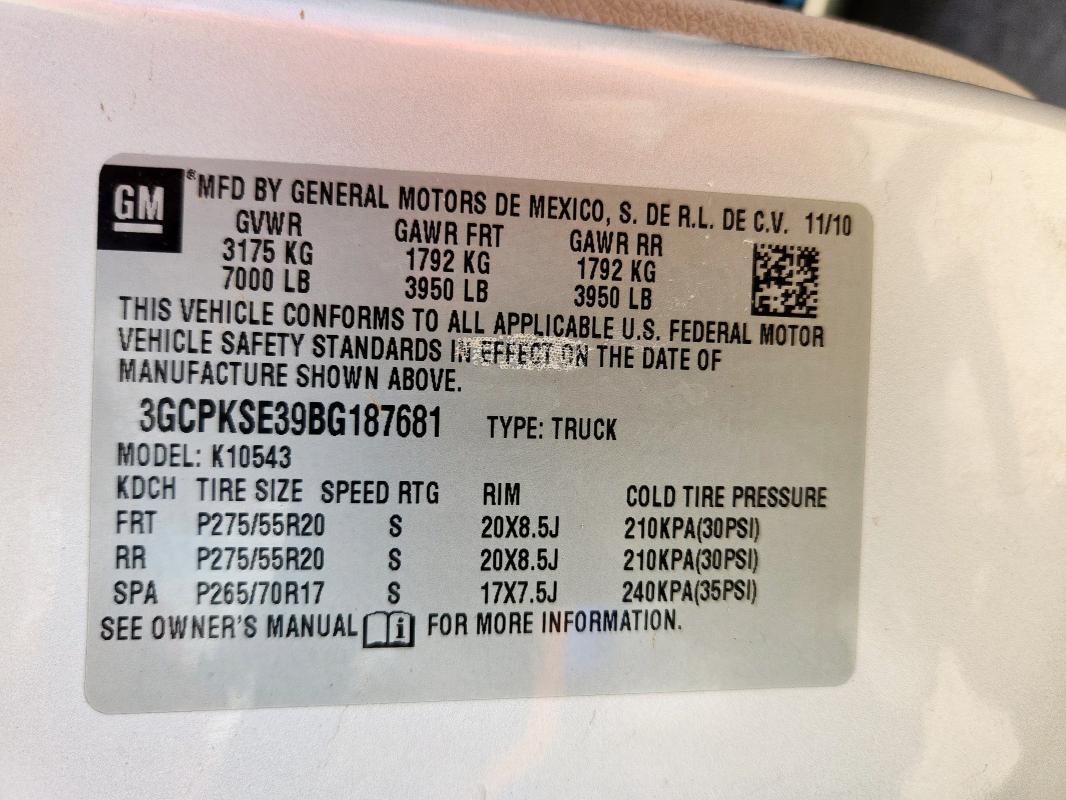 GM ® MFD BY GENERAL MOTORS DE MEXICO, S. DE R.L. DE C.V. 11/10
GVWR GAWR FRT GAWR RR
3175 KG 1792 KG 1792 KG
7000 LB 3950 LB 3950 LB
THIS VEHICLE CONFORMS TO ALL APPLICABLE U.S. FEDERAL MOTOR
VEHICLE SAFETY STANDARDS IN EFFECT ON THE DATE OF
MANUFACTURE SHOWN ABOVE.
3GCPKSE39BG187681 TYPE: TRUCK
MODEL: K10543
KDCH TIRE SIZE SPEED RTG RIM COLD TIRE PRESSURE
FRT P275/55R20 S 20X8.5J 210KPA(30PSI)
RR P275/55R20 S 20X8.5J 210KPA(30PSI)
SPA P265/70R17 S 17X7.5J 240KPA(35PSI)
SEE OWNER'S MANUAL i FOR MORE INFORMATION.